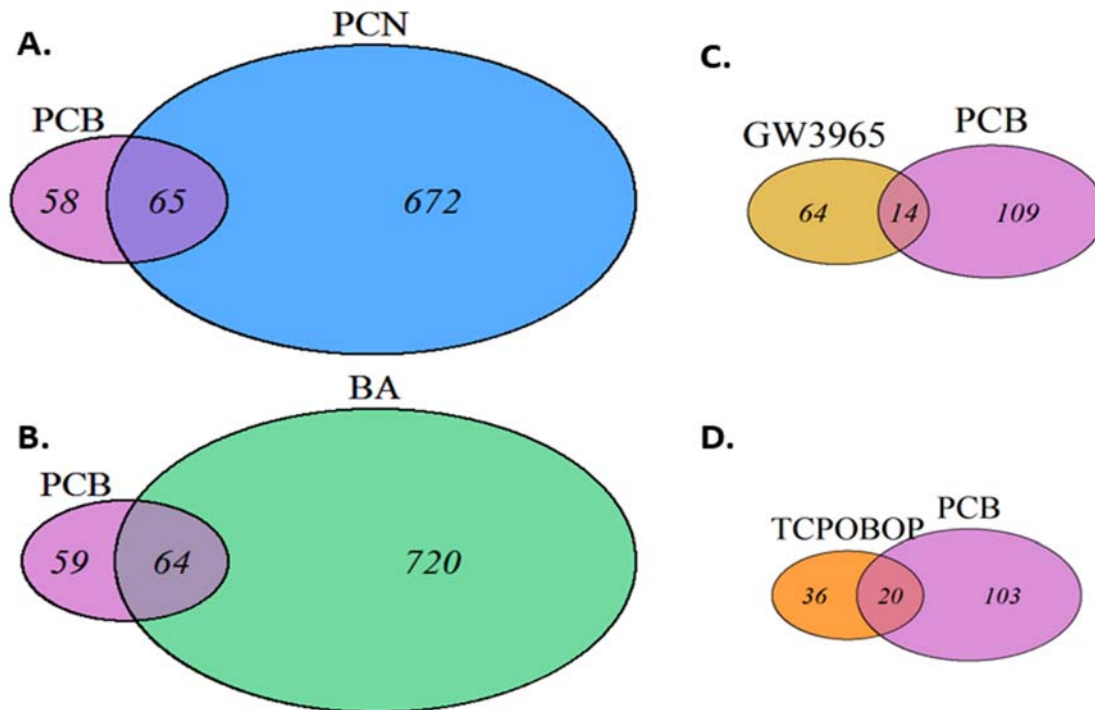 A.
PCN
PCB
58 65 672
B.
BA
PCB
59 64 720
C.
GW3965 PCB
64 14 109
D.
TCPOBOP PCB
36 20 103